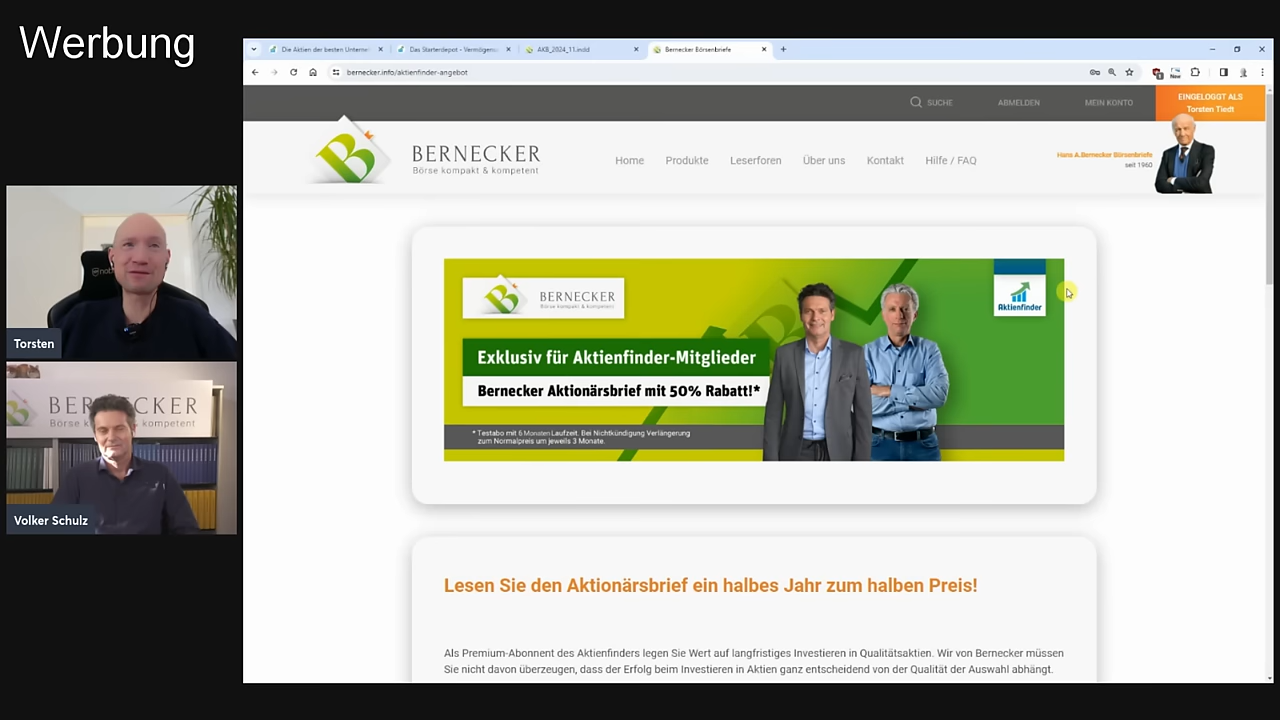 Werbung
Die Aktien der besten Unterne
Das Starterdepot - Vermögensa
AKB_2024_11.indd
Bernecker Börsenbriefe
bernecker.info/aktienfinder-angebot
New
SUCHE
ABMELDEN
MEIN KONTO
EINGELOGGT ALS
Torsten Tiedt
BERNECKER
Börse kompakt & kompetent
Home
Produkte
Leserforen
Über uns
Kontakt
Hilfe / FAQ
Hans A.Bernecker Börsenbriefe
seit 1960
BERNECKER
Börse kompakt & kompetent
Aktienfinder
Exklusiv für Aktienfinder-Mitglieder
Bernecker Aktionärsbrief mit 50% Rabatt!*
* Testabo mit 6 Monaten Laufzeit. Bei Nichtkündigung Verlängerung
zum Normalpreis um jeweils 3 Monate.
Torsten
Volker Schulz
Lesen Sie den Aktionärsbrief ein halbes Jahr zum halben Preis!
Als Premium-Abonnent des Aktienfinders legen Sie Wert auf langfristiges Investieren in Qualitätsaktien. Wir von Bernecker müssen
Sie nicht davon überzeugen, dass der Erfolg beim Investieren in Aktien ganz entscheidend von der Qualität der Auswahl abhängt.